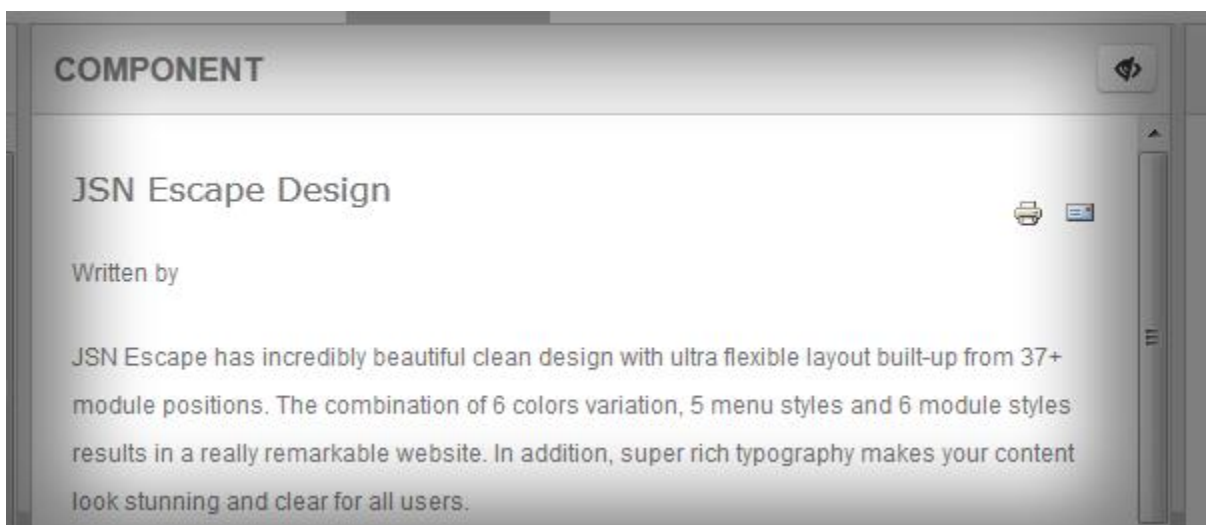 COMPONENT
JSN Escape Design
Written by
JSN Escape has incredibly beautiful clean design with ultra flexible layout built-up from 37+
module positions. The combination of 6 colors variation, 5 menu styles and 6 module styles
results in a really remarkable website. In addition, super rich typography makes your content
look stunning and clear for all users.